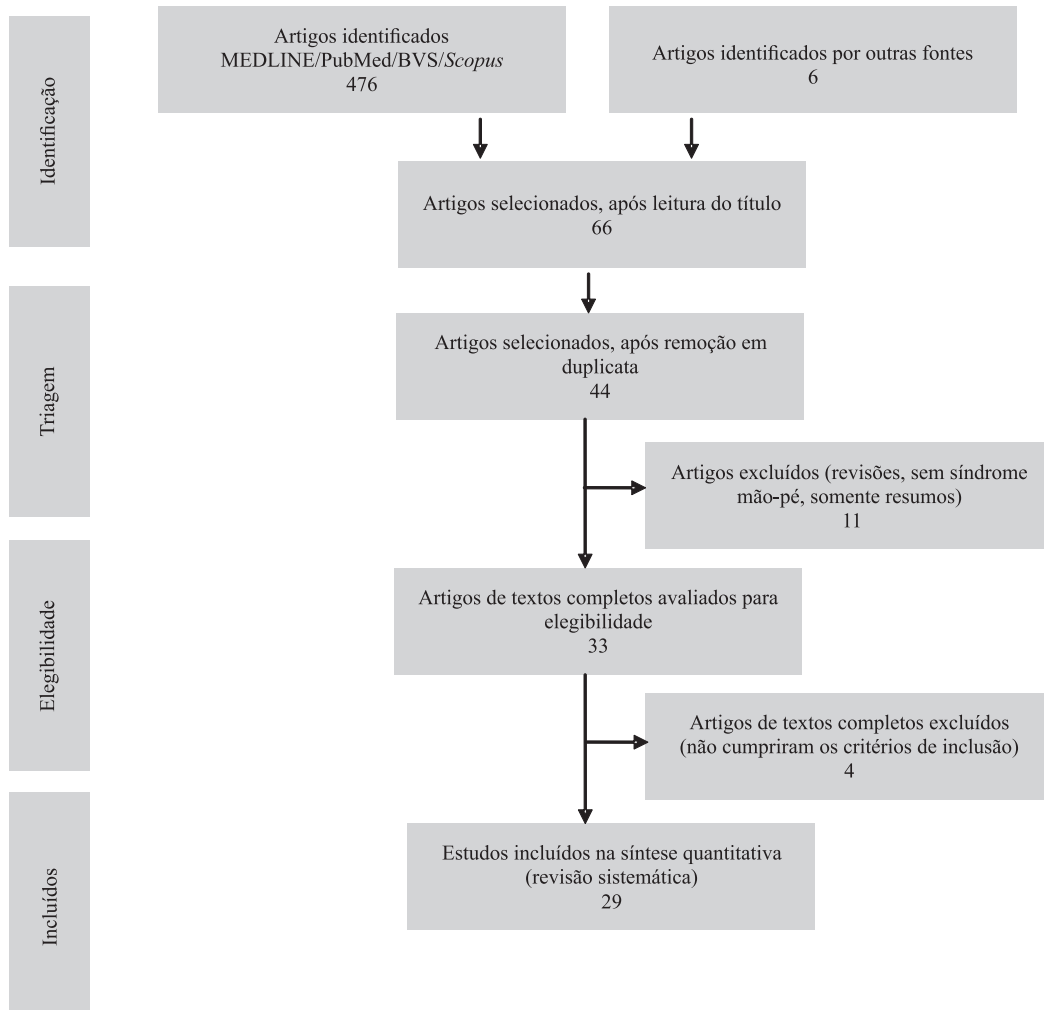 Identificação
Artigos identificados
MEDLINE/PubMed/BVS/Scopus
476
Artigos identificados por outras fontes
6
Artigos selecionados, após leitura do título
66
Triagem
Artigos selecionados, após remoção em
duplicata
44
Artigos excluídos (revisões, sem síndrome
mão-pé, somente resumos)
11
Elegibilidade
Artigos de textos completos avaliados para
elegibilidade
33
Artigos de textos completos excluídos
(não cumpriram os critérios de inclusão)
4
Incluídos
Estudos incluídos na síntese quantitativa
(revisão sistemática)
29